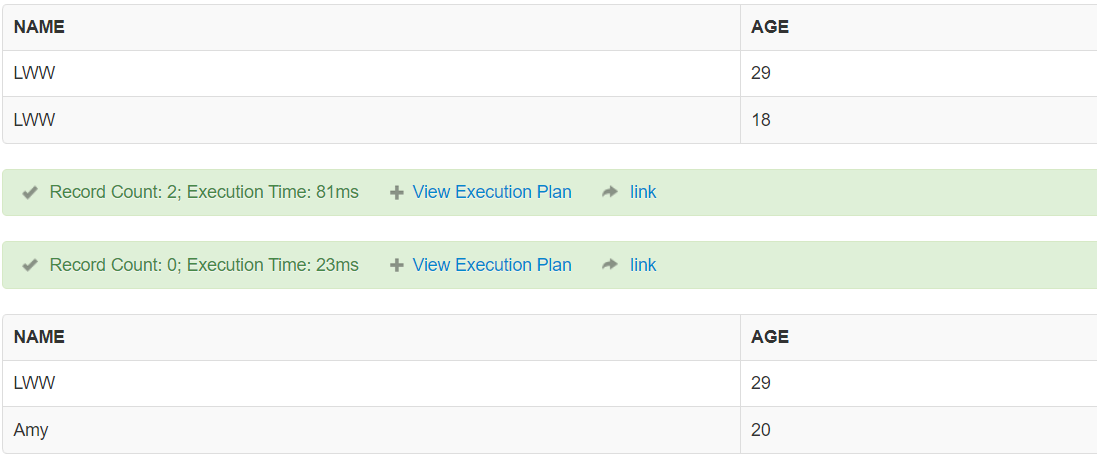 NAME AGE
LWW 29
LWW 18
Record Count: 2; Execution Time: 81ms View Execution Plan link
Record Count: 0; Execution Time: 23ms View Execution Plan link
NAME AGE
LWW 29
Amy 20